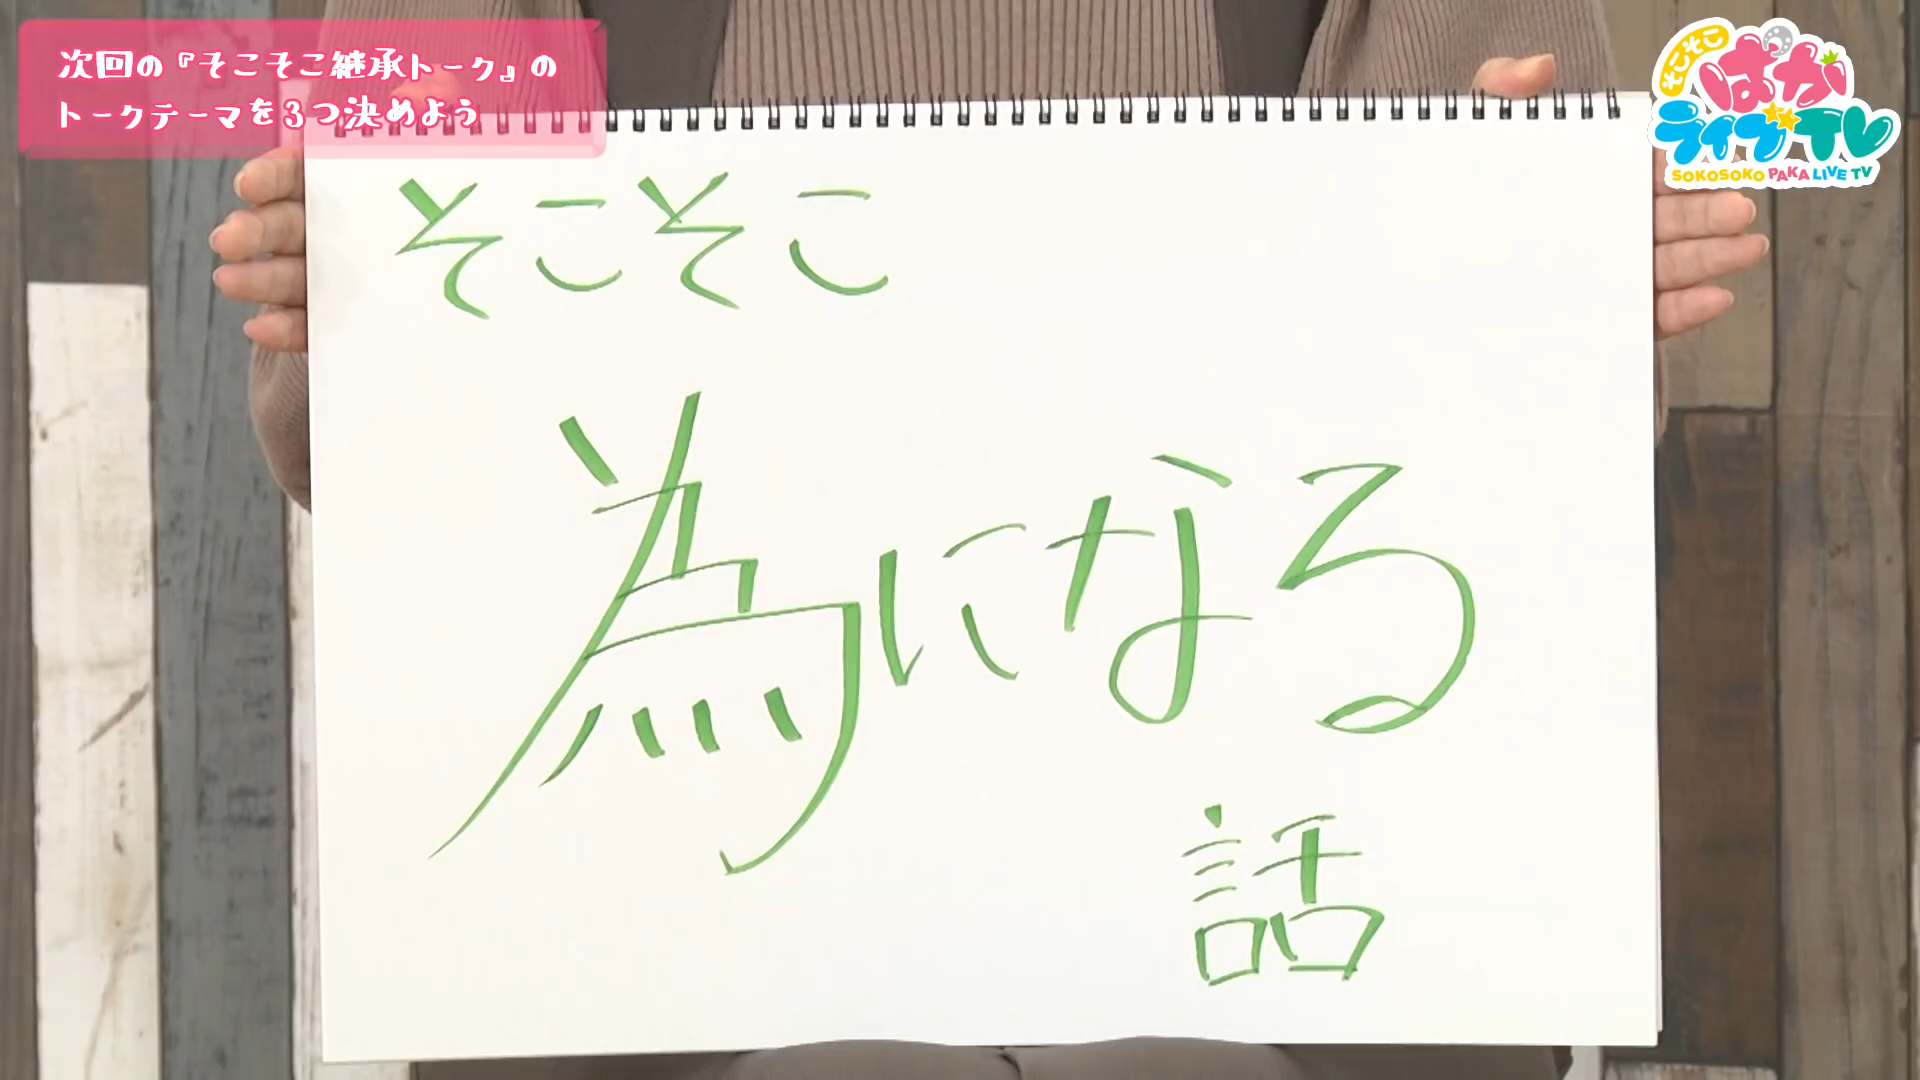 次回の『そこそこ継承トーク』の
トークテーマを3つ決めよう
そこそこ
ぱか
ライブTV
SOKOSOKO PAKA LIVE TV
そこそこ
為になる
話